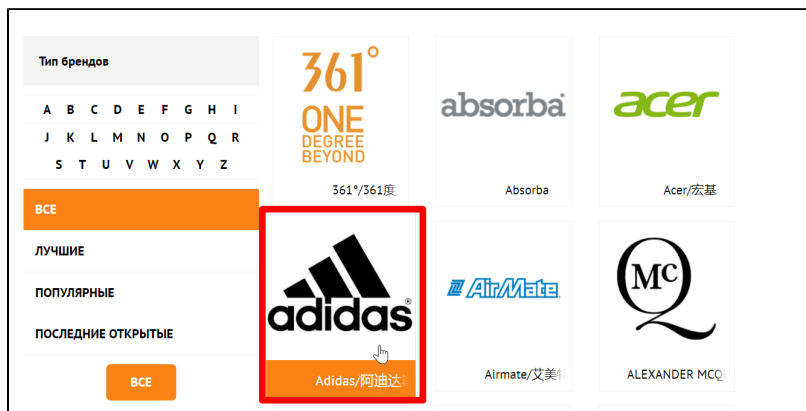 Тип брендов
A B C D E F G H I
J K L M N O P Q R
S T U V W X Y Z
ВСЕ
ЛУЧШИЕ
ПОПУЛЯРНЫЕ
ПОСЛЕДНИЕ ОТКРЫТЫЕ
ВСЕ
361°
ONE
DEGREE
BEYOND
361°/361度
absorba
Absorba
acer
Acer/宏基
adidas®
Adidas/阿迪达
AIRMATE
Airmate/艾美
McQ
ALEXANDER MCQ